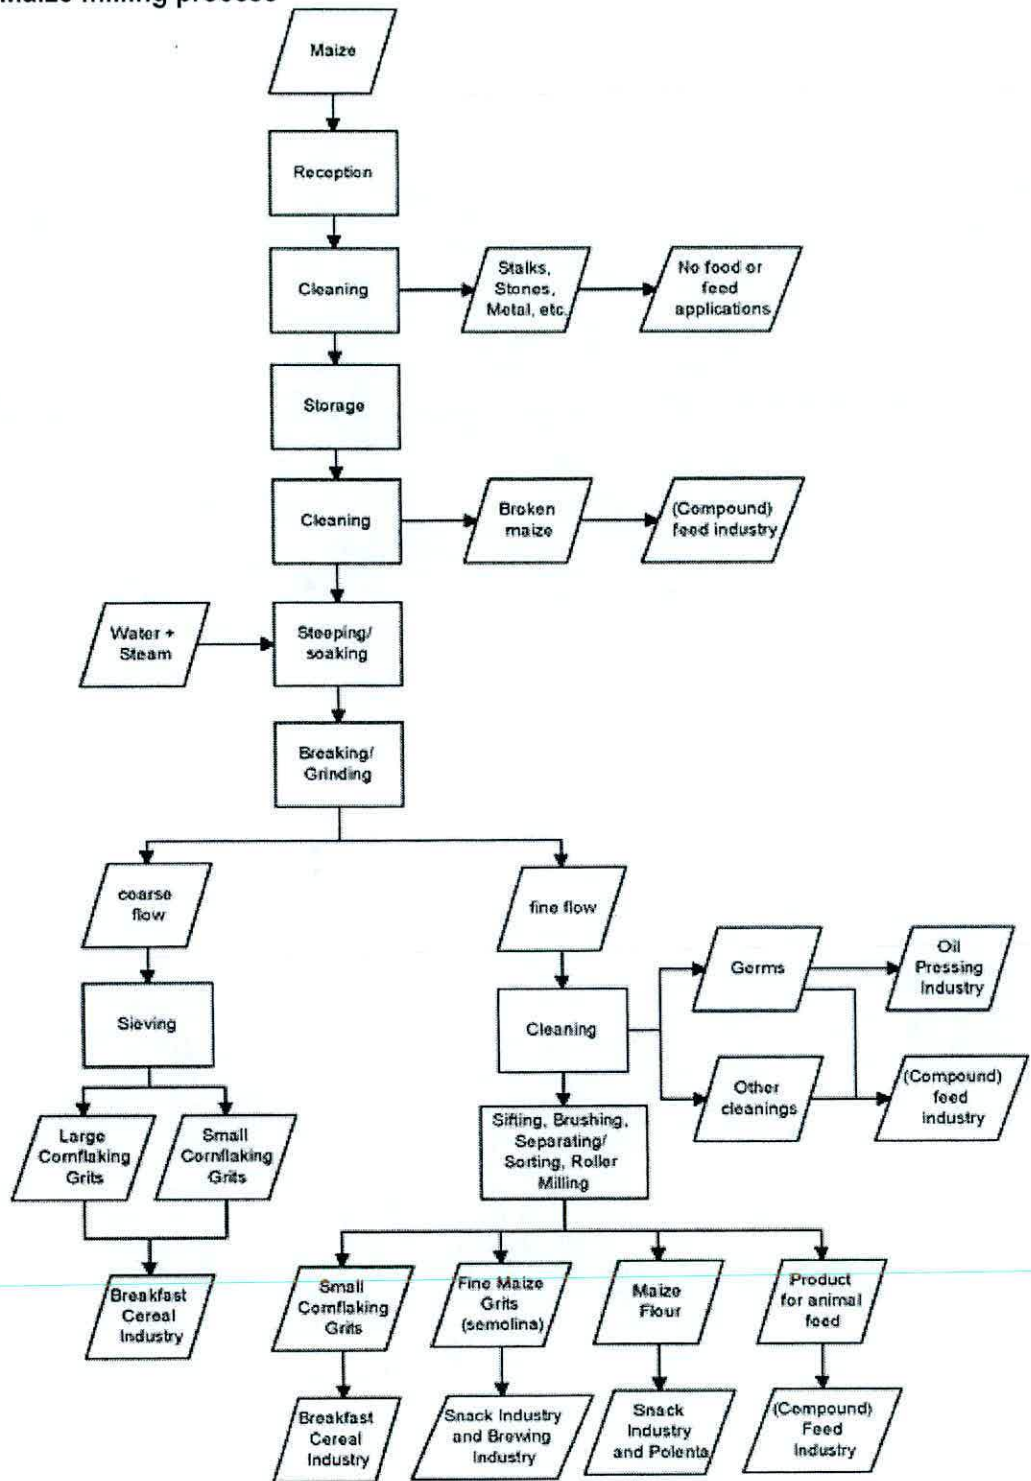 Maize milling process
Maize
Reception
Cleaning
Stalks,
Stones,
Metal, etc.
No food or
feed
applications
Storage
Cleaning
Broken
maize
(Compound)
feed industry
Water +
Steam
Steeping/
soaking
Breaking/
Grinding
coarse
flow
fine flow
Germs
Oil
Pressing
Industry
Sieving
Cleaning
Other
cleanings
(Compound)
feed
industry
Large
Cornflaking
Grits
Small
Cornflaking
Grits
Sifting, Brushing,
Separating/
Sorting, Roller
Milling
Breakfast
Cereal
Industry
Small
Cornflaking
Grits
Fine Maize
Grits
(semolina)
Maize
Flour
Product
for animal
feed
Breakfast
Cereal
Industry
Snack Industry
and Brewing
Industry
Snack
Industry
and Polenta
(Compound)
Feed
Industry